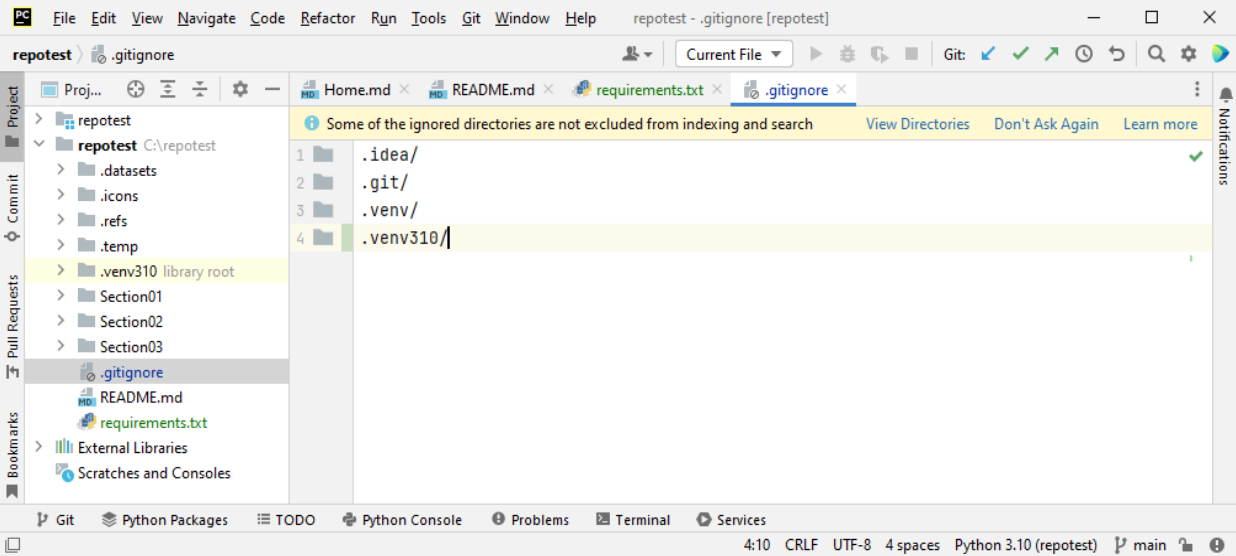 PC File Edit View Navigate Code Refactor Run Tools Git Window Help repotest - .gitignore [repotest]
repotest .gitignore Current File Git:
Project Proj... Home.md README.md requirements.txt .gitignore
Some of the ignored directories are not excluded from indexing and search View Directories Don't Ask Again Learn more
repotest
repotest C:\repotest
.datasets
.icons
.refs
.temp
.venv310 library root
Section01
Section02
Section03
.gitignore
README.md
requirements.txt
External Libraries
Scratches and Consoles
1 .idea/
2 .git/
3 .venv/
4 .venv310/
Commit
Pull Requests
Bookmarks
Notifications
Git Python Packages TODO Python Console Problems Terminal Services
4:10 CRLF UTF-8 4 spaces Python 3.10 (repotest) main